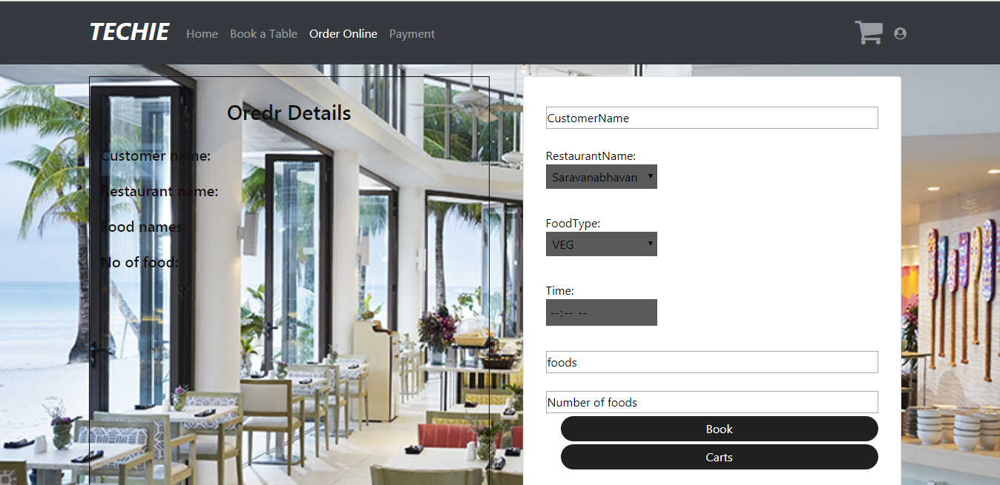 TECHIE Home Book a Table Order Online Payment
Oredr Details
Customer name:
Restaurant name:
Food names:
No of food:
CustomerName
RestaurantName:
Saravanabhavan
FoodType:
VEG
Time:
--:-- --
foods
Number of foods
Book
Carts